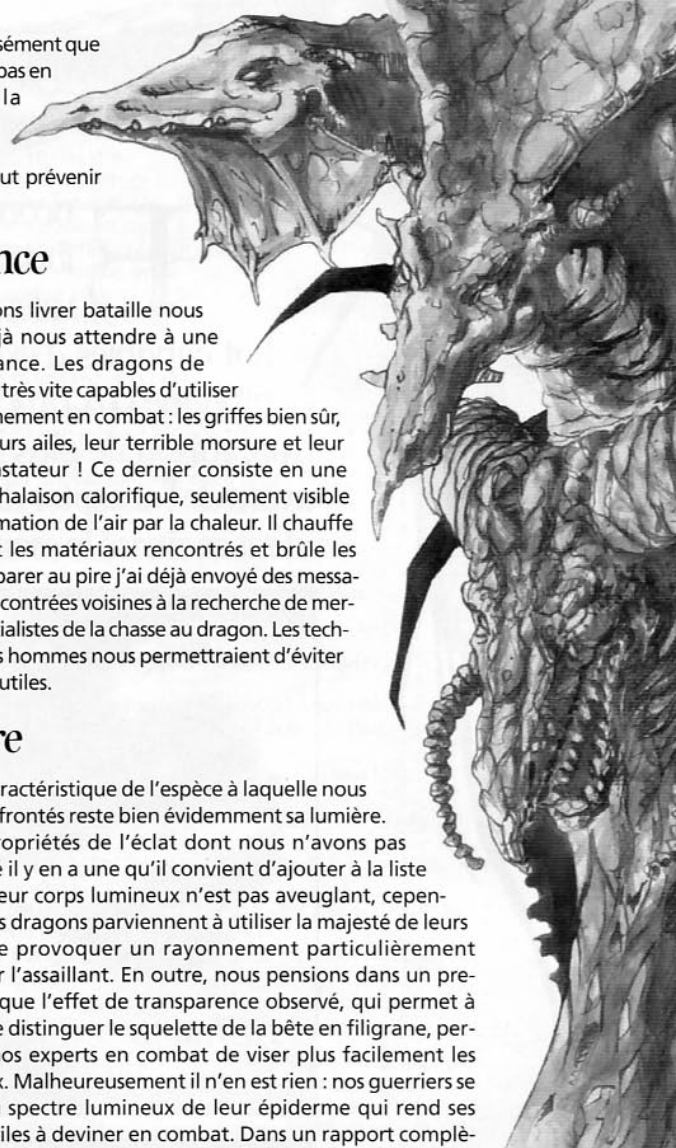 sément que
pas en
la
ut prévenir
nce
ons livrer bataille nous
jà nous attendre à une
ance. Les dragons de
très vite capables d'utiliser
nement en combat : les griffes bien sûr,
urs ailes, leur terrible morsure et leur
astateur ! Ce dernier consiste en une
halaison calorifique, seulement visible
mation de l'air par la chaleur. Il chauffe
t les matériaux rencontrés et brûle les
parer au pire j'ai déjà envoyé des messa-
contrées voisines à la recherche de mer-
ialistes de la chasse au dragon. Les tech-
s hommes nous permettraient d'éviter
utiles.
re
ractéristique de l'espèce à laquelle nous
frontés reste bien évidemment sa lumière.
ropriétés de l'éclat dont nous n'avons pas
é il y en a une qu'il convient d'ajouter à la liste
eur corps lumineux n'est pas aveuglant, cepen-
s dragons parviennent à utiliser la majesté de leurs
e provoquer un rayonnement particulièrement
r l'assaillant. En outre, nous pensions dans un pre-
que l'effet de transparence observé, qui permet à
e distinguer le squelette de la bête en filigrane, per-
nos experts en combat de viser plus facilement les
x. Malheureusement il n'en est rien : nos guerriers se
spectre lumineux de leur épiderme qui rend ses
iles à deviner en combat. Dans un rapport complè-